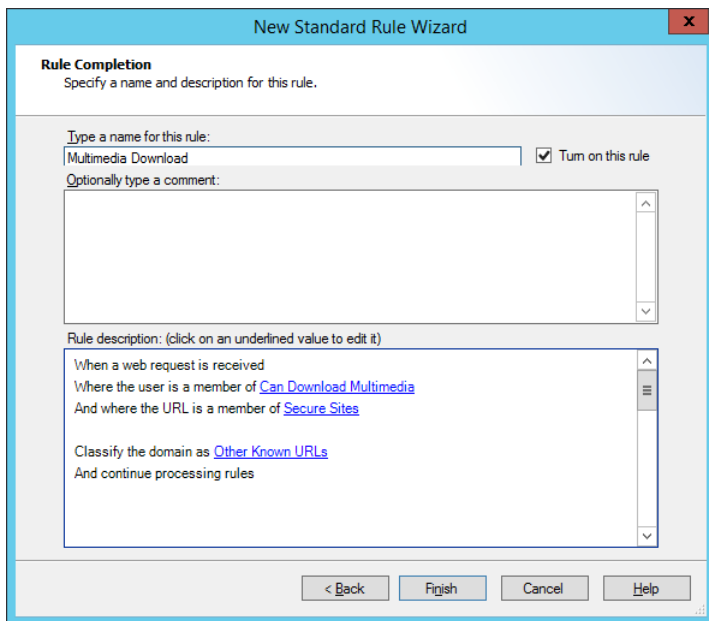 New Standard Rule Wizard
x
Rule Completion
Specify a name and description for this rule.
Type a name for this rule:
Multimedia Download
Turn on this rule
Optionally type a comment:
Rule description: (click on an underlined value to edit it)
When a web request is received
Where the user is a member of Can Download Multimedia
And where the URL is a member of Secure Sites
Classify the domain as Other Known URLs
And continue processing rules
< Back Finish Cancel Help